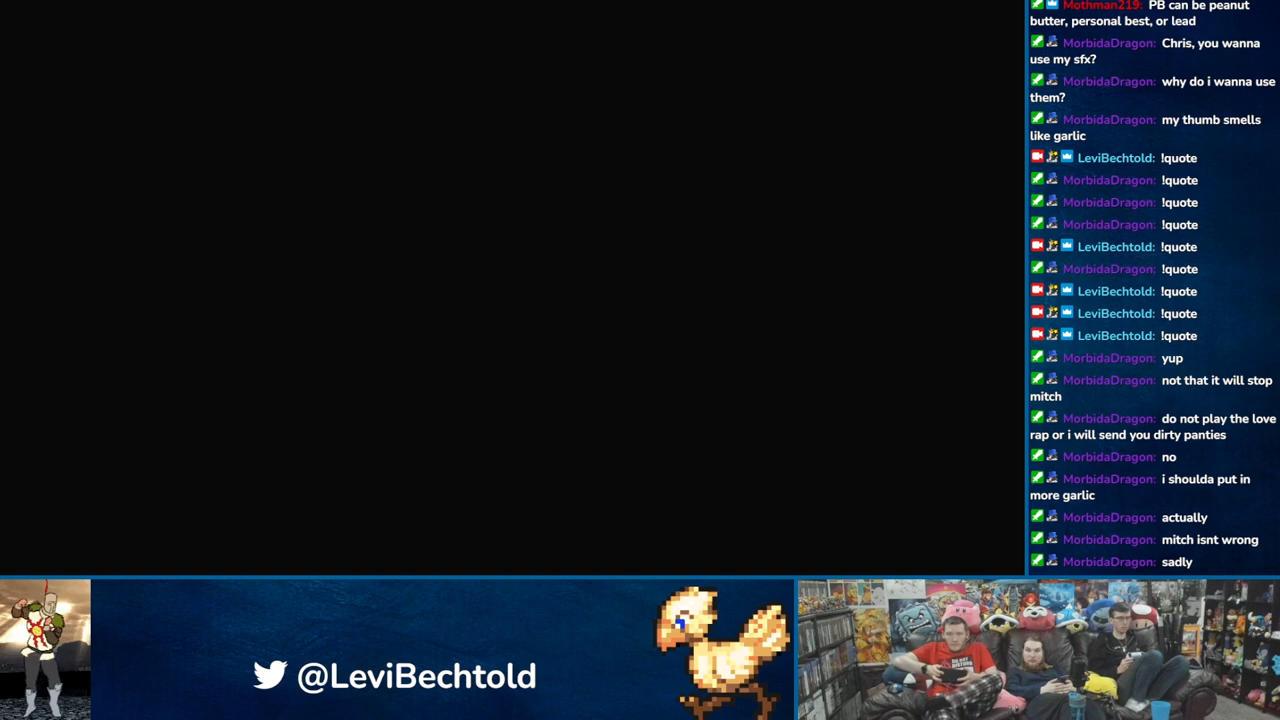 Mothman219: PB can be peanut
butter, personal best, or lead
MorbidaDragon: Chris, you wanna
use my sfx?
MorbidaDragon: why do i wanna use
them?
MorbidaDragon: my thumb smells
like garlic
LeviBechtold: !quote
MorbidaDragon: !quote
MorbidaDragon: !quote
MorbidaDragon: !quote
LeviBechtold: !quote
MorbidaDragon: !quote
LeviBechtold: !quote
LeviBechtold: !quote
LeviBechtold: !quote
MorbidaDragon: yup
MorbidaDragon: not that it will stop
mitch
MorbidaDragon: do not play the love
rap or i will send you dirty panties
MorbidaDragon: no
MorbidaDragon: i shoulda put in
more garlic
MorbidaDragon: actually
MorbidaDragon: mitch isnt wrong
MorbidaDragon: sadly
@LeviBechtold